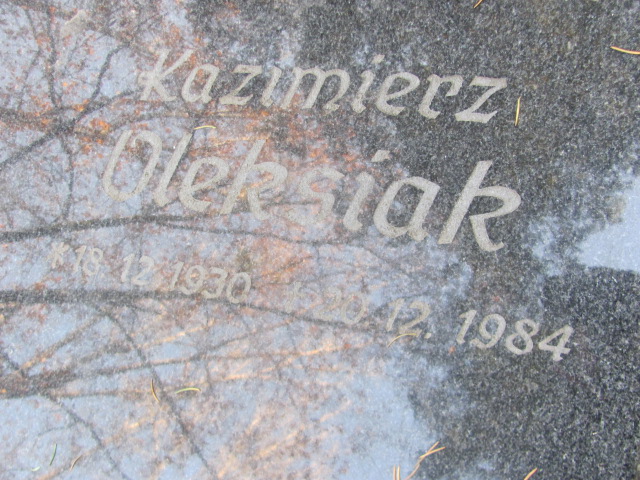 Kazimierz
Oleksiak
* 18. 12. 1930 † 20. 12. 1984